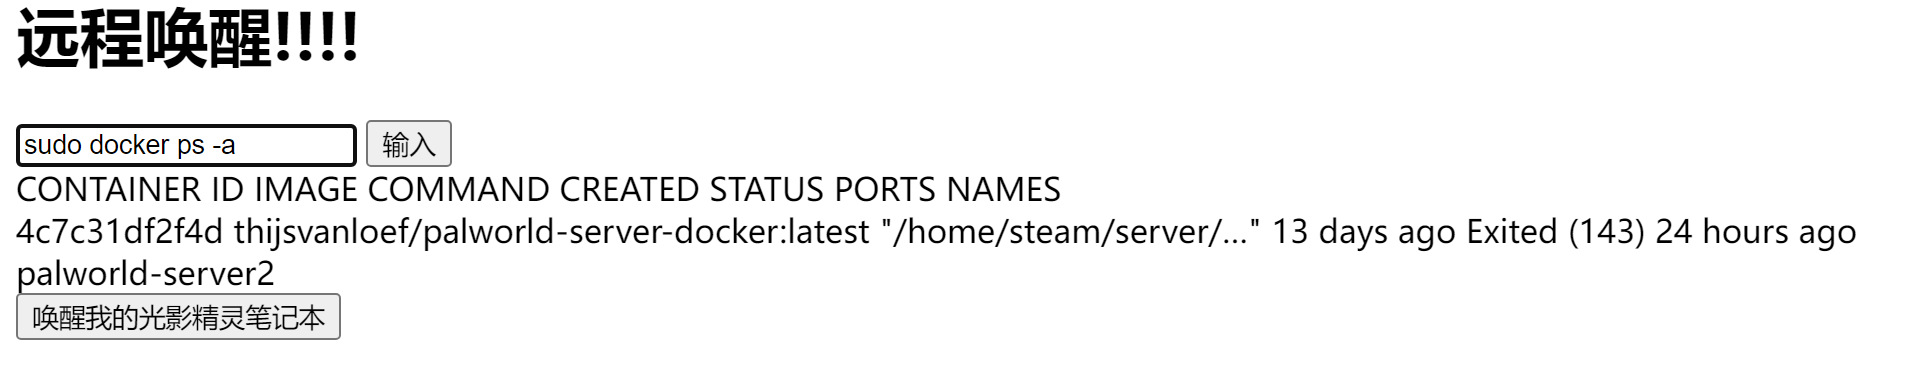 远程唤醒!!!!
sudo docker ps -a 输入
CONTAINER ID IMAGE COMMAND CREATED STATUS PORTS NAMES
4c7c31df2f4d thijsvanloef/palworld-server-docker:latest "/home/steam/server/…" 13 days ago Exited (143) 24 hours ago
palworld-server2
唤醒我的光影精灵笔记本